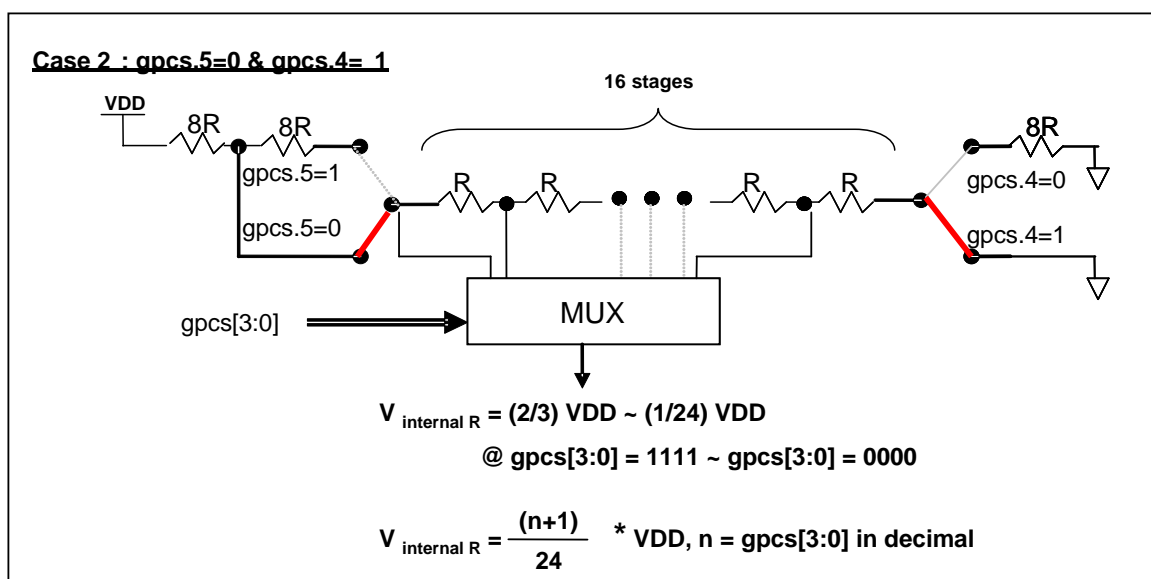 Case 2 : gpcs.5=0 & gpcs.4= 1
16 stages
VDD
8R
8R
8R
gpcs.5=1
gpcs.4=0
R
R
R
R
gpcs.5=0
gpcs.4=1
gpcs[3:0]
MUX
V internal R = (2/3) VDD ~ (1/24) VDD
@ gpcs[3:0] = 1111 ~ gpcs[3:0] = 0000
V internal R = (n+1) / 24 * VDD, n = gpcs[3:0] in decimal